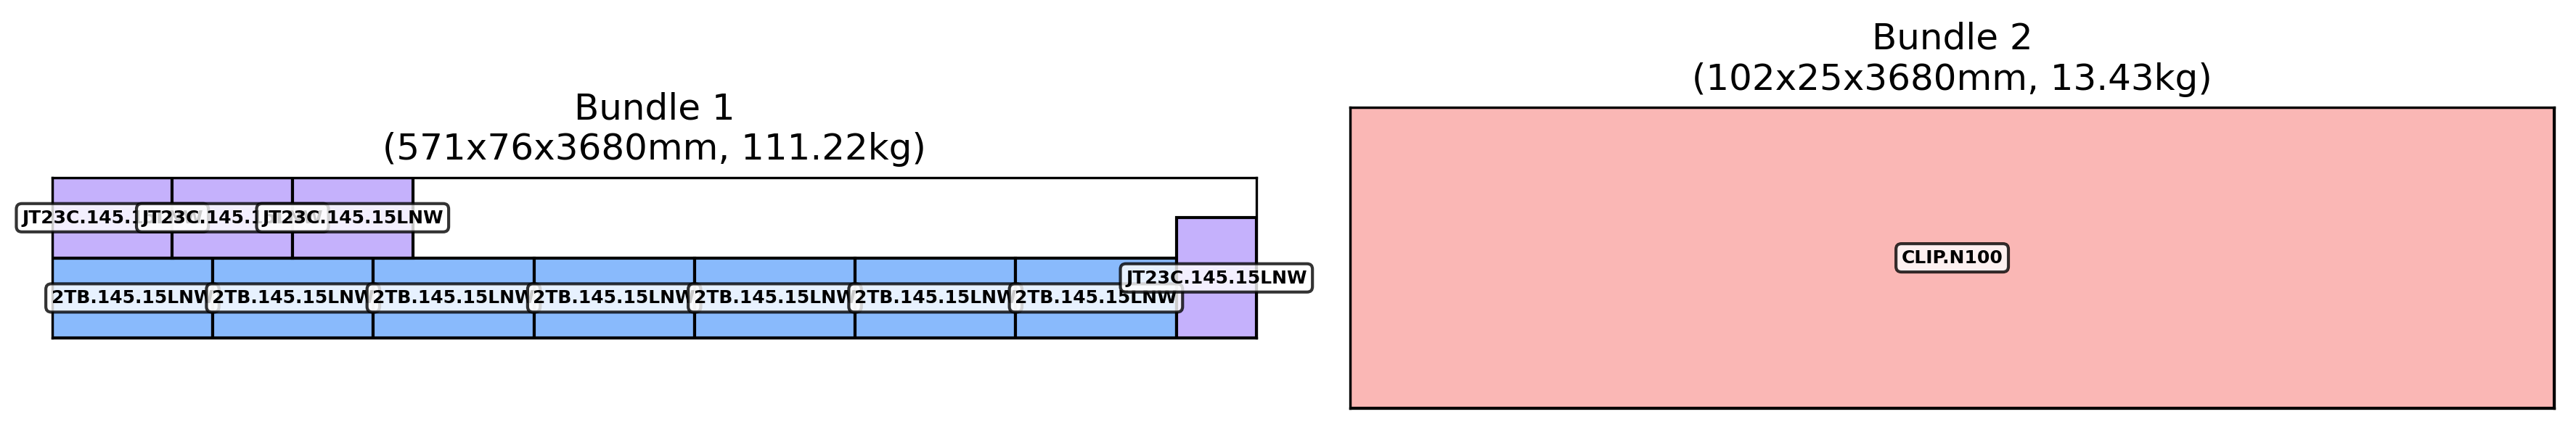 Bundle 1
(571x76x3680mm, 111.22kg)
JT23C.145.1
JT23C.145.1
JT23C.145.15LNW
JT23C.145.15LNW
2TB.145.15LNW
2TB.145.15LNW
2TB.145.15LNW
2TB.145.15LNW
2TB.145.15LNW
2TB.145.15LNW
2TB.145.15LNW
Bundle 2
(102x25x3680mm, 13.43kg)
CLIP.N100